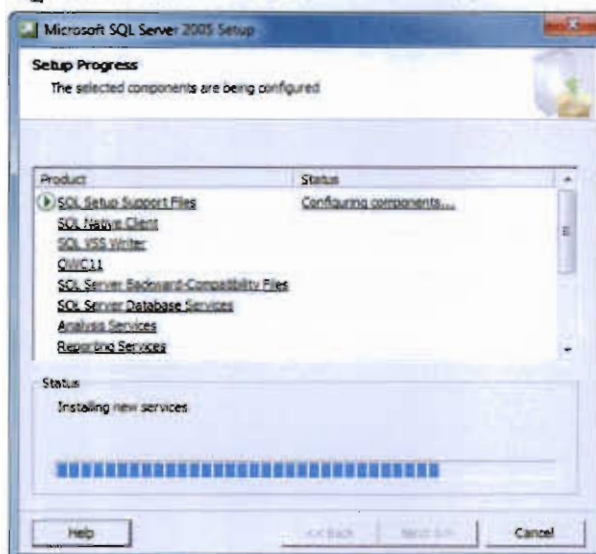 Microsoft SQL Server 2005 Setup
Setup Progress
The selected components are being configured
Product Status
SQL Setup Support Files Configuring components...
SQL Native Client
SQL VSS Writer
OWC11
SQL Server Backward-Compatibility Files
SQL Server Database Services
Analysis Services
Reporting Services
Status
Installing new services
Help << Back Next >> Cancel